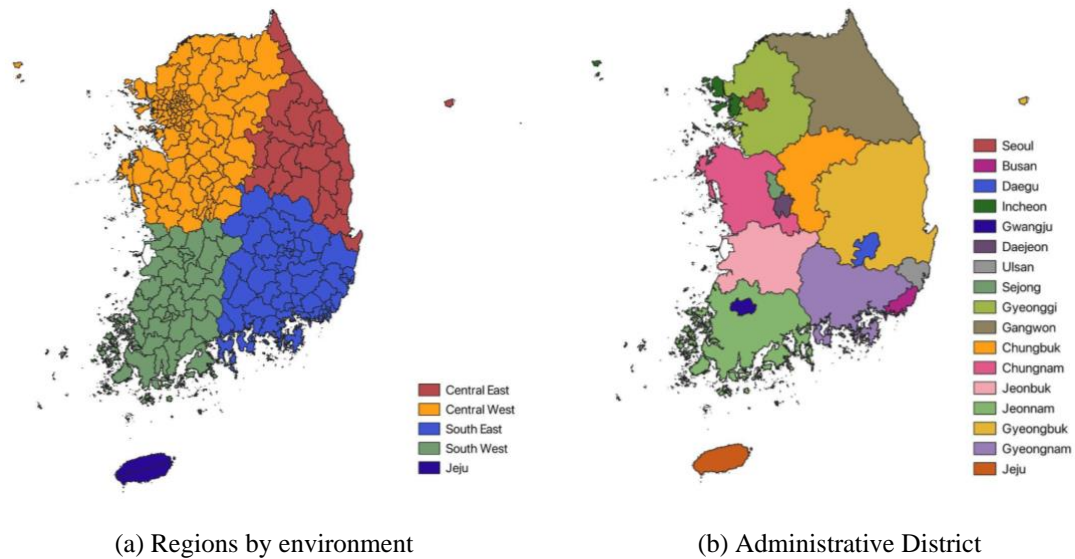 Central East
Central West
South East
South West
Jeju
Seoul
Busan
Daegu
Incheon
Gwangju
Daejeon
Ulsan
Sejong
Gyeonggi
Gangwon
Chungbuk
Chungnam
Jeonbuk
Jeonnam
Gyeongbuk
Gyeongnam
Jeju
(a) Regions by environment
(b) Administrative District